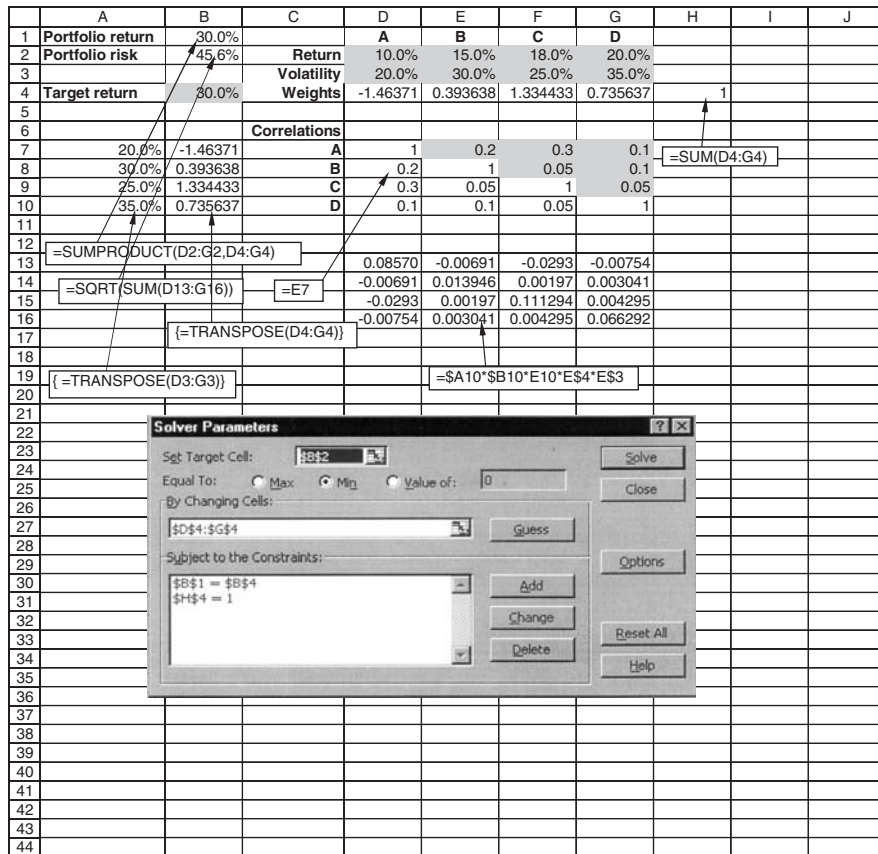 A B C D E F G H I J
1 Portfolio return 30.0% A B C D
2 Portfolio risk 45.6% Return 10.0% 15.0% 18.0% 20.0%
3 Volatility 20.0% 30.0% 25.0% 35.0%
4 Target return 30.0% Weights -1.46371 0.393638 1.334433 0.735637 1
5
6 Correlations
7 20.0% -1.46371 A 1 0.2 0.3 0.1
=SUM(D4:G4)
8 30.0% 0.393638 B 0.2 1 0.05 0.1
9 25.0% 1.334433 C 0.3 0.05 1 0.05
10 35.0% 0.735637 D 0.1 0.1 0.05 1
11
12
=SUMPRODUCT(D2:G2,D4:G4)
13 0.08570 -0.00691 -0.0293 -0.00754
14 -0.00691 0.013946 0.00197 0.003041
=SQRT(SUM(D13:G16)) =E7
15 -0.0293 0.00197 0.111294 0.004295
16 -0.00754 0.003041 0.004295 0.066292
{=TRANSPOSE(D4:G4)}
17
18
19
{ =TRANSPOSE(D3:G3)} =$A10*$B10*E10*E$4*E$3
20
21
22
Solver Parameters
23
Set Target Cell: $B$2 Solve
24
Equal To: Max Min Value of: 0
25
Close
By Changing Cells:
26
27
$D$4:$G$4 Guess
28
Subject to the Constraints:
29
Options
30
$B$1 = $B$4 Add
31
$H$4 = 1
32
Change
33
Reset All
34
Delete
Help
35
36
37
38
39
40
41
42
43
44